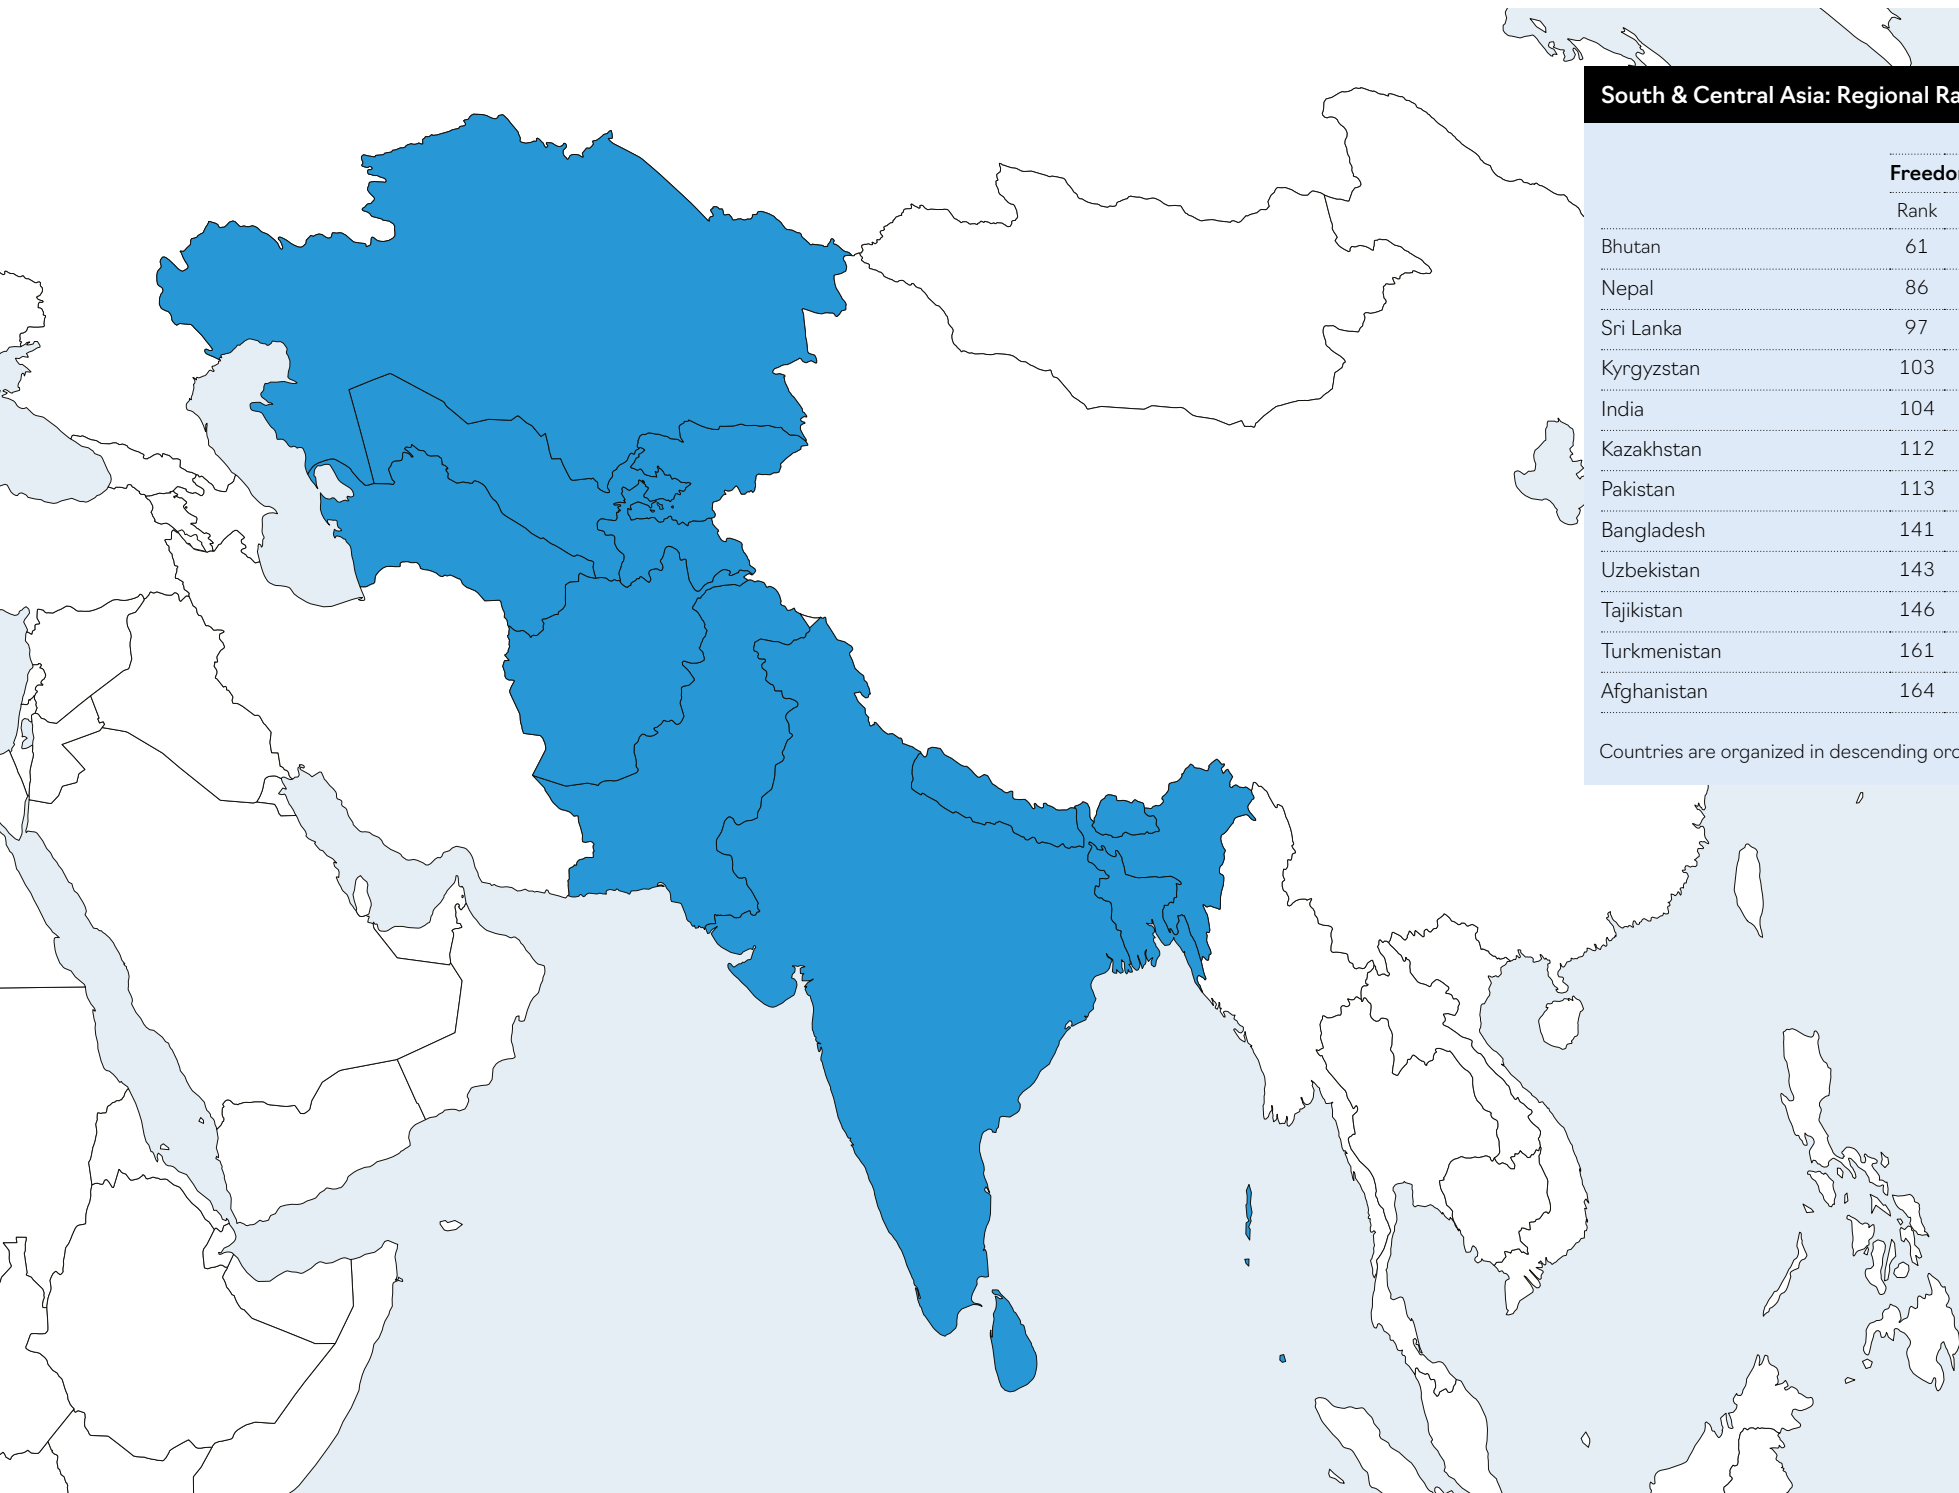 South & Central Asia: Regional Ra
Freedo
Rank
Bhutan 61
Nepal 86
Sri Lanka 97
Kyrgyzstan 103
India 104
Kazakhstan 112
Pakistan 113
Bangladesh 141
Uzbekistan 143
Tajikistan 146
Turkmenistan 161
Afghanistan 164
Countries are organized in descending ord